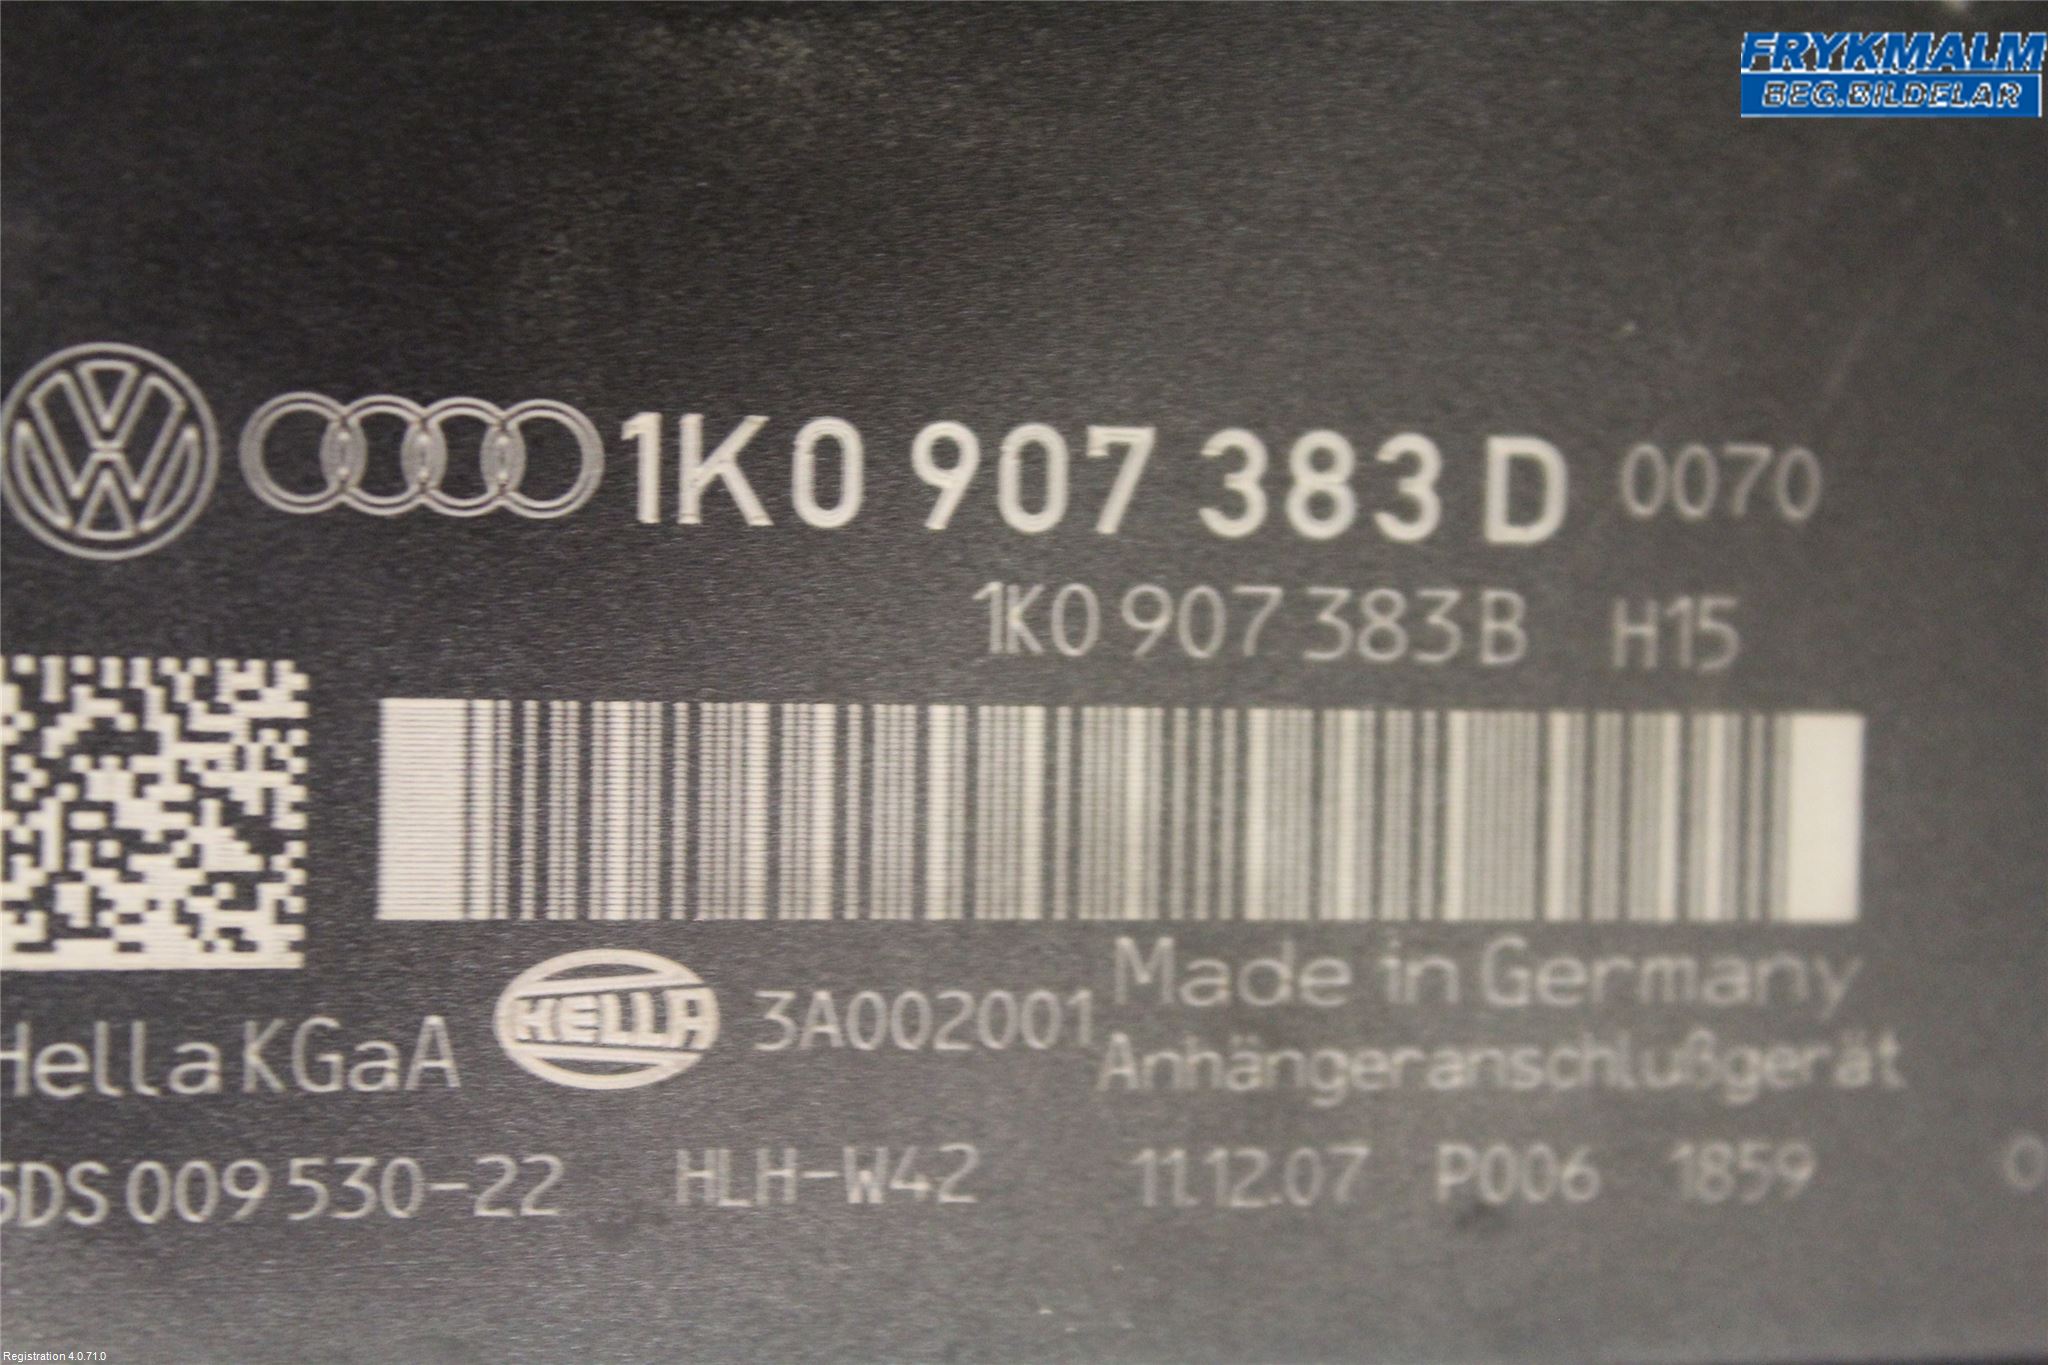 FRYKMALM
BEG.BILDELAR
1K0 907 383 D 0070
1K0 907 383 B H15
Hella KGaA HELLA 3A002001
Made in Germany
Anhängeranschlußgerät
5DS 009 530-22 HLH-W42 11.12.07 P006 1859
Registration 4.0.71.0